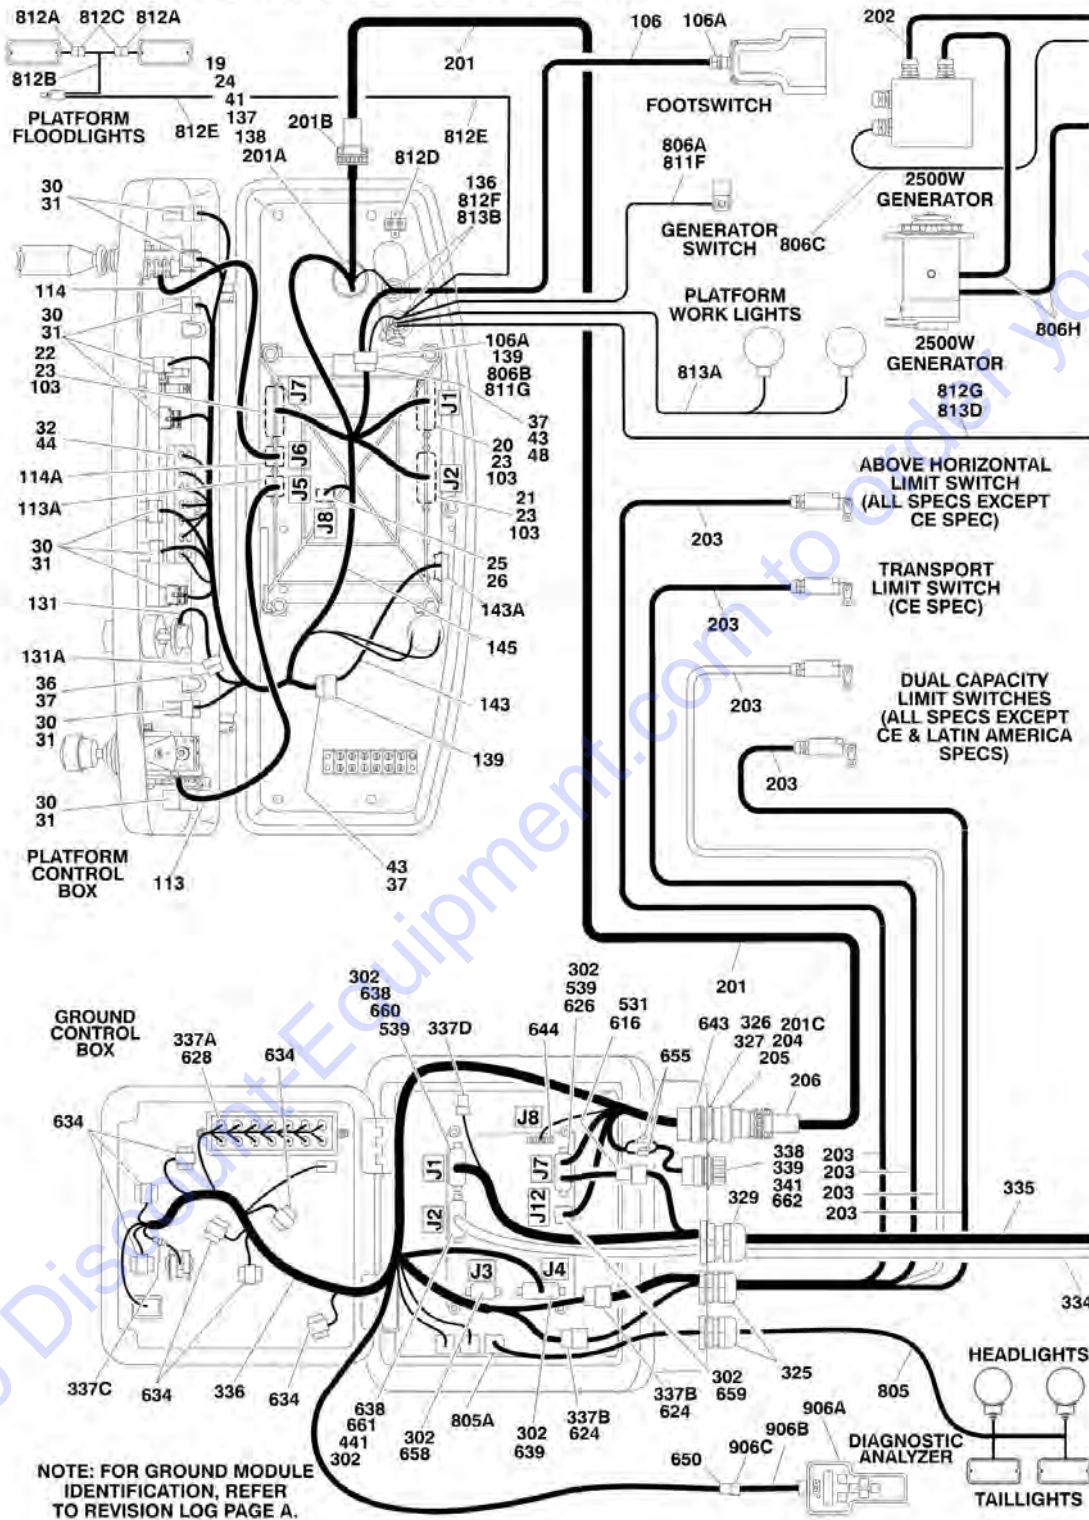 812A 812C 812A
106 106A
202
812B
201
19
24
41
137
138
PLATFORM
FLOODLIGHTS
812E
201B
812E
FOOTSWITCH
201A
812D
806A
811F
30
31
136
812F
813B
2500W
GENERATOR
GENERATOR
SWITCH
806C
114
PLATFORM
WORK LIGHTS
30
31
22
23
103
806H
2500W
GENERATOR
106A
139
806B
811G
813A
812G
813D
J7
J1
37
43
48
32
44
J6
20
23
103
114A
J5
J2
113A
J8
21
23
103
ABOVE HORIZONTAL
LIMIT SWITCH
(ALL SPECS EXCEPT
CE SPEC)
203
30
31
25
26
TRANSPORT
LIMIT SWITCH
(CE SPEC)
203
131
143A
145
131A
36
37
DUAL CAPACITY
LIMIT SWITCHES
(ALL SPECS EXCEPT
CE & LATIN AMERICA
SPECS)
203
143
30
31
139
203
30
31
PLATFORM
CONTROL
BOX
113
43
37
201
GROUND
CONTROL
BOX
302
638
660
539
302
539
626
531
616
337A
628
634
337D
644
643
326
327
201C
204
205
655
206
634
J8
J1
J7
338
339
341
662
203
203
203
203
J2
J12
329
335
J3
J4
334
337C
634
336
634
638
661
441
302
302
658
805A
302
639
337B
624
337B
624
302
659
325
805
HEADLIGHTS
906A
906B
906C
650
DIAGNOSTIC
ANALYZER
TAILLIGHTS
NOTE: FOR GROUND MODULE
IDENTIFICATION, REFER
TO REVISION LOG PAGE A.
Discount-Equipment.com to order you